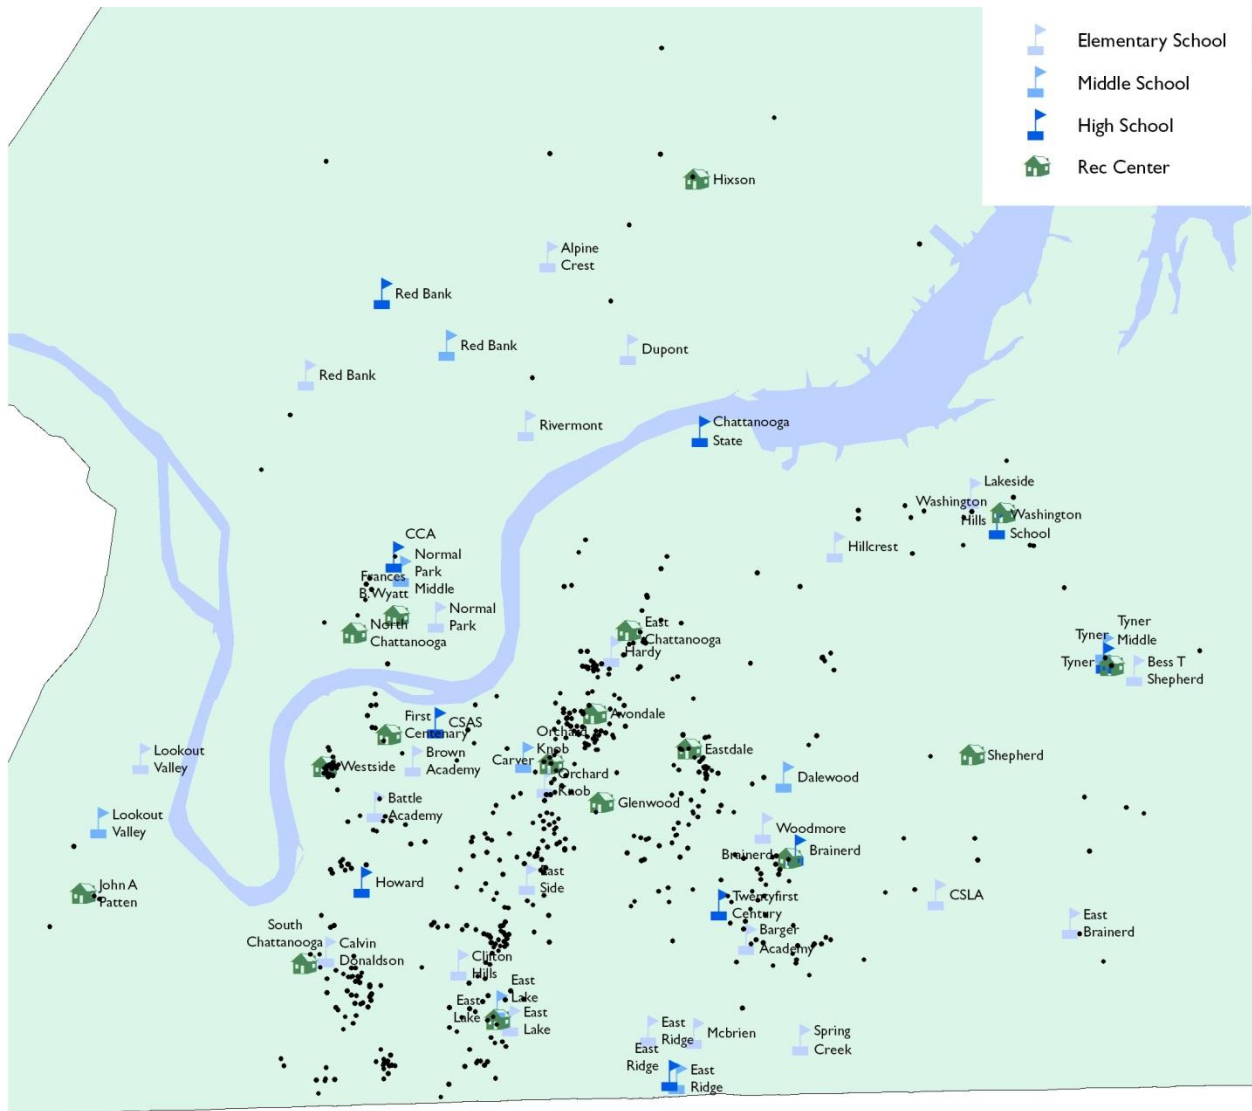 Elementary School
Middle School
High School
Rec Center
Hixson
Alpine
Crest
Red Bank
Red Bank
Dupont
Red Bank
Rivermont
Chattanooga
State
Lakeside
Washington
Hills
Washington
School
Hillcrest
CCA
Normal
Park
Middle
Frances
B. Wyatt
Normal
Park
North
Chattanooga
East
Chattanooga
Hardy
Tyner
Middle
Tyner
Tyner
Bess T
Shepherd
First
Centenary
CSAS
Avondale
Orchard
Knob
Carver
Eastdale
Shepherd
Lookout
Valley
Westside
Brown
Academy
Orchard
Knob
Dalewood
Glenwood
Battle
Academy
Lookout
Valley
Woodmore
Brainerd
Brainerd
John A
Patten
Howard
East
Side
Twentyfirst
Century
CSLA
East
Brainerd
South
Chattanooga
Calvin
Donaldson
Barger
Academy
Clifton
Hills
East
Lake
East
Lake
East
Lake
East
Ridge
Mcbrien
Spring
Creek
East
Ridge
East
Ridge